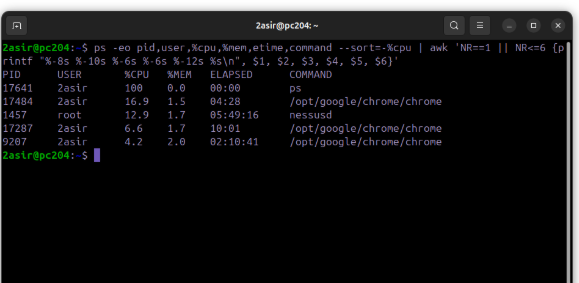 2asir@pc204: ~
2asir@pc204:~$ ps -eo pid,user,%cpu,%mem,etime,command --sort=-%cpu | awk 'NR==1 || NR<=6 {p
rintf "%-8s %-10s %-6s %-6s %-12s %s\n", $1, $2, $3, $4, $5, $6}'
PID USER %CPU %MEM ELAPSED COMMAND
17641 2asir 100 0.0 00:00 ps
17484 2asir 16.9 1.5 04:28 /opt/google/chrome/chrome
1457 root 12.9 1.7 05:49:16 nessusd
17287 2asir 6.6 1.7 10:01 /opt/google/chrome/chrome
9207 2asir 4.2 2.0 02:10:41 /opt/google/chrome/chrome
2asir@pc204:~$